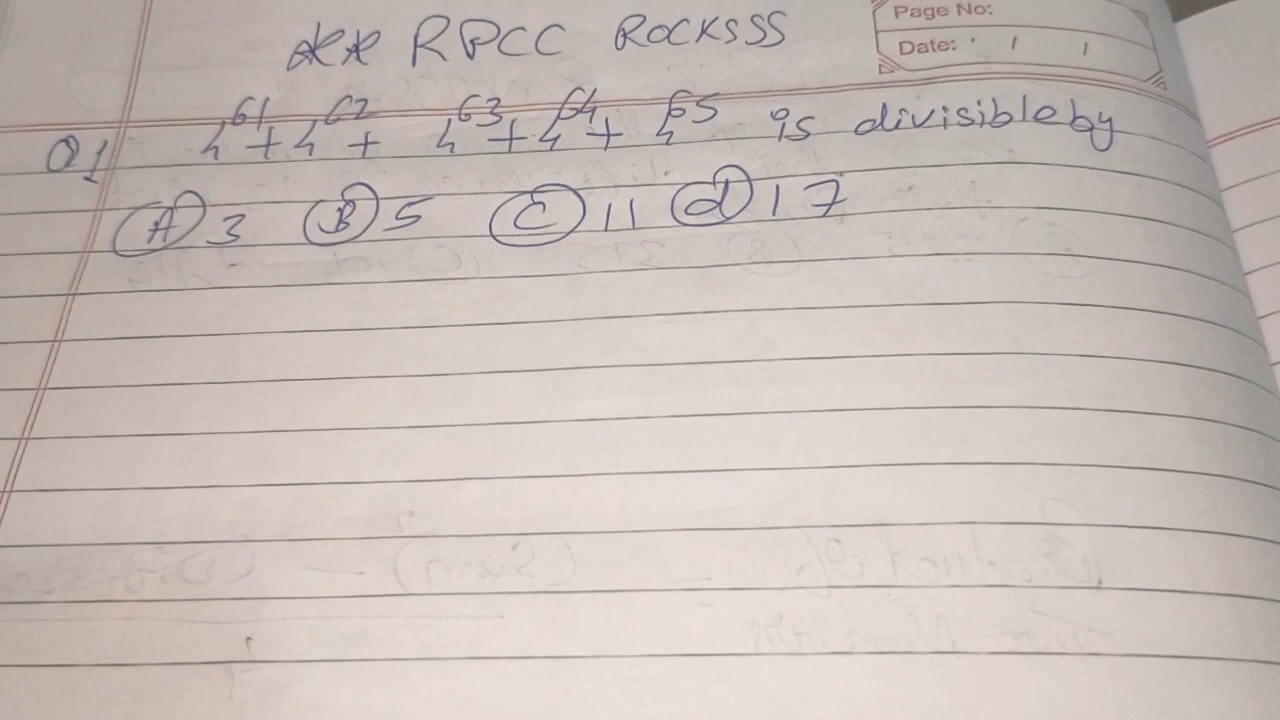 RPCC ROCKSSS
Page No:
Date: / /
Q1 4^61 + 4^62 + 4^63 + 4^64 + 4^65 is divisible by
(A) 3 (B) 5 (C) 11 (d) 17